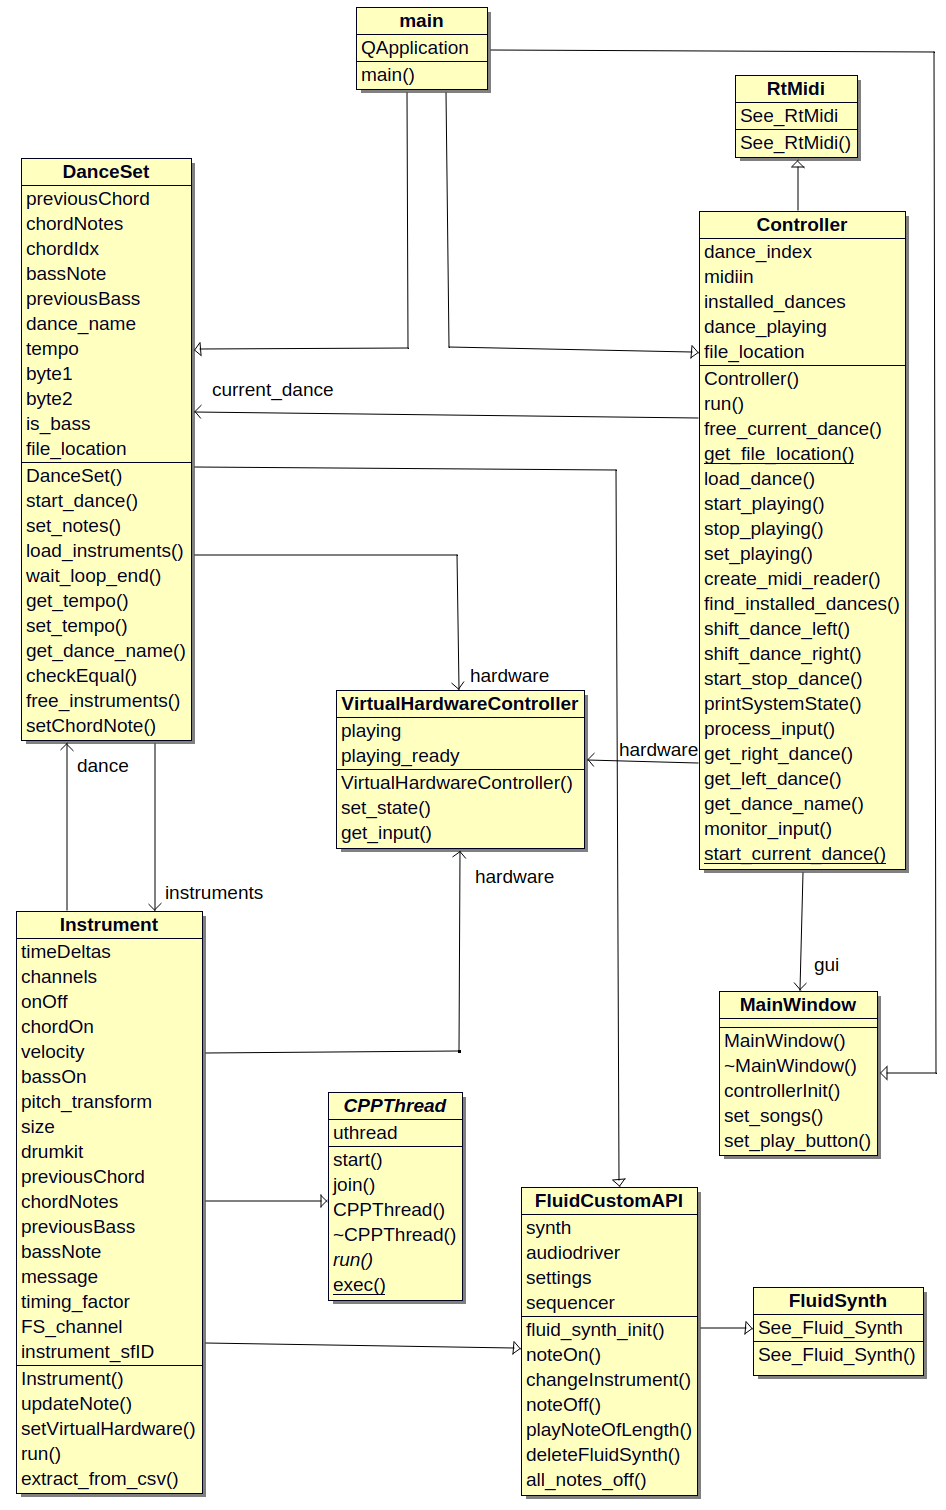 main
QApplication
main()
RtMidi
See_RtMidi
See_RtMidi()
DanceSet
previousChord
chordNotes
chordIdx
bassNote
previousBass
dance_name
tempo
byte1
byte2
is_bass
file_location
DanceSet()
start_dance()
set_notes()
load_instruments()
wait_loop_end()
get_tempo()
set_tempo()
get_dance_name()
checkEqual()
free_instruments()
setChordNote()
Controller
dance_index
midiin
installed_dances
dance_playing
file_location
Controller()
run()
free_current_dance()
get_file_location()
load_dance()
start_playing()
stop_playing()
set_playing()
create_midi_reader()
find_installed_dances()
shift_dance_left()
shift_dance_right()
start_stop_dance()
printSystemState()
process_input()
get_right_dance()
get_left_dance()
get_dance_name()
monitor_input()
start_current_dance()
current_dance
hardware
VirtualHardwareController
playing
playing_ready
VirtualHardwareController()
set_state()
get_input()
hardware
hardware
dance
instruments
gui
Instrument
timeDeltas
channels
onOff
chordOn
velocity
bassOn
pitch_transform
size
drumkit
previousChord
chordNotes
previousBass
bassNote
message
timing_factor
FS_channel
instrument_sfID
Instrument()
updateNote()
setVirtualHardware()
run()
extract_from_csv()
MainWindow
MainWindow()
~MainWindow()
controllerInit()
set_songs()
set_play_button()
CPPThread
uthread
start()
join()
CPPThread()
~CPPThread()
run()
exec()
FluidCustomAPI
synth
audiodriver
settings
sequencer
fluid_synth_init()
noteOn()
changeInstrument()
noteOff()
playNoteOfLength()
deleteFluidSynth()
all_notes_off()
FluidSynth
See_Fluid_Synth
See_Fluid_Synth()